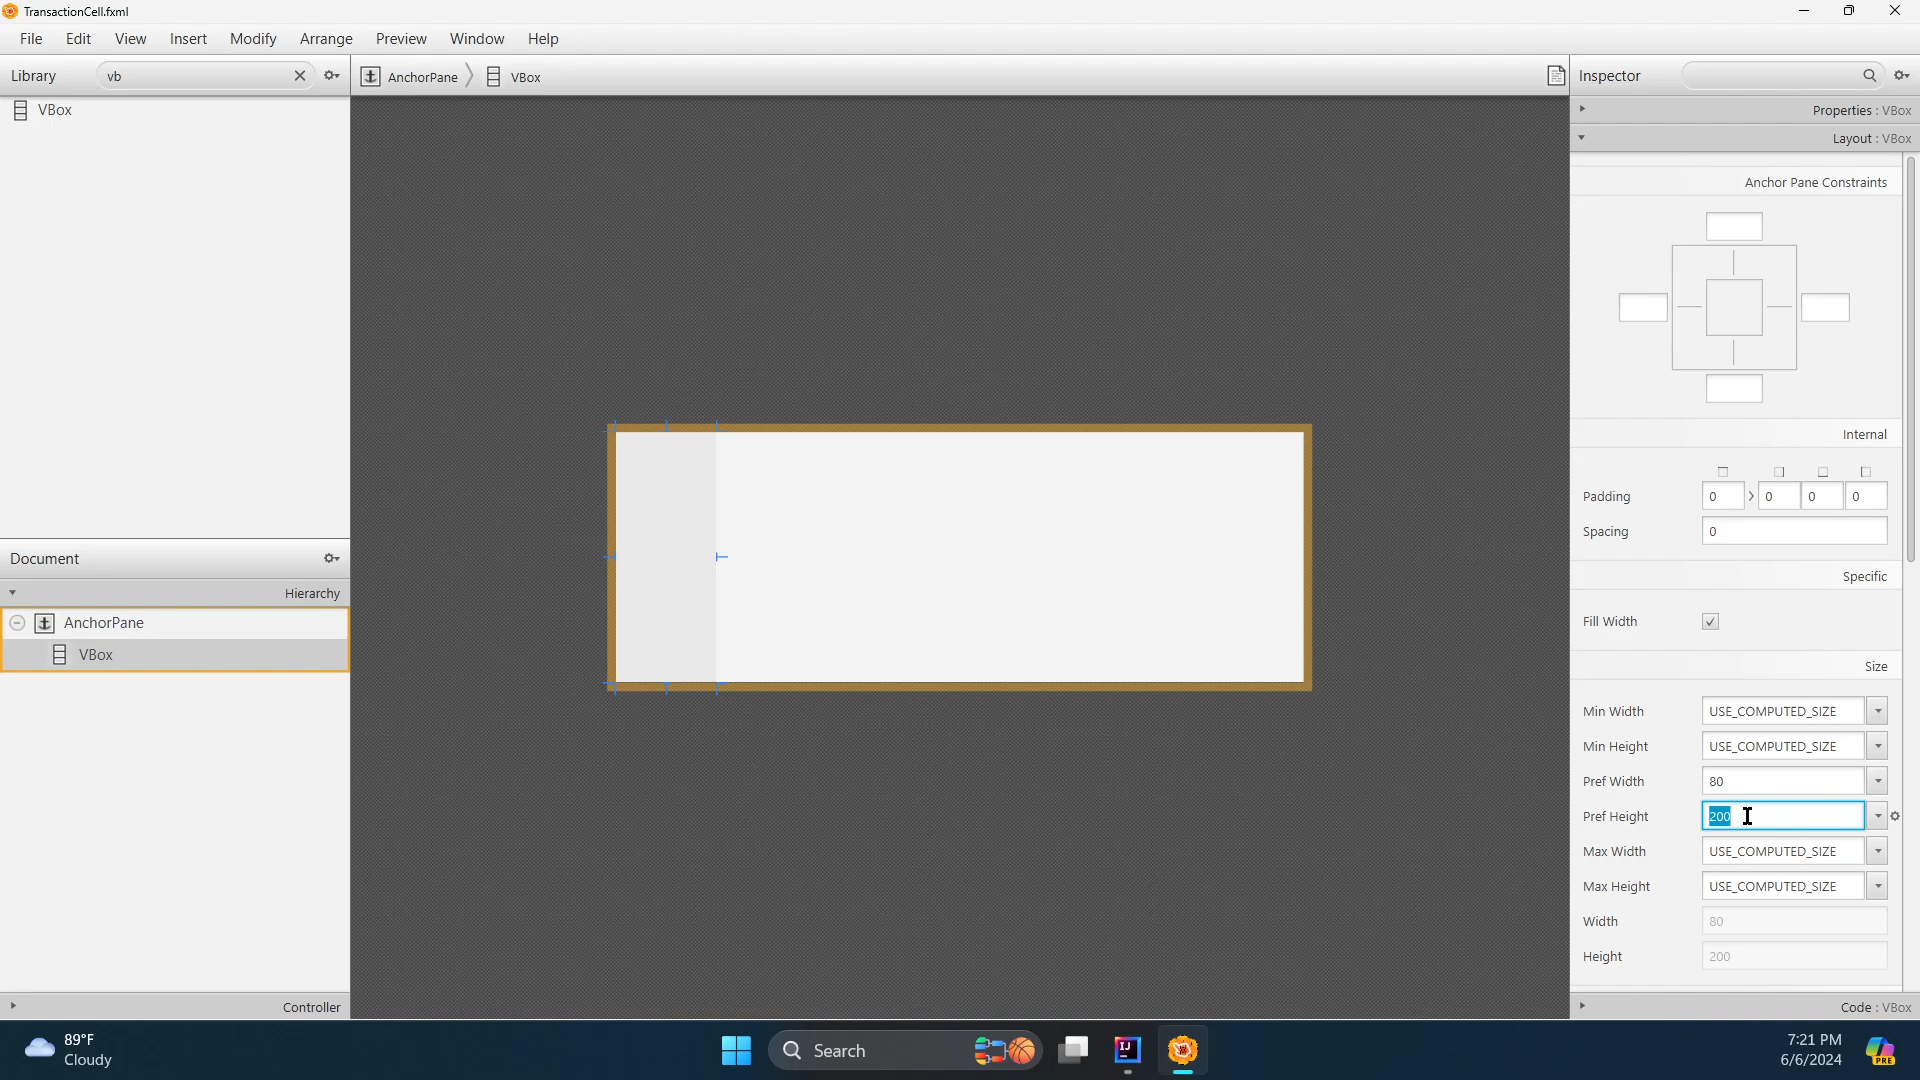 TransactionCell.fxml
File Edit View Insert Modify Arrange Preview Window Help
Library vb
VBox
AnchorPane VBox
Inspector
Properties : VBox
Layout : VBox
Anchor Pane Constraints
Internal
Padding 0 0 0 0
Spacing 0
Specific
Fill Width
Size
Min Width USE_COMPUTED_SIZE
Min Height USE_COMPUTED_SIZE
Pref Width 80
Pref Height 200
Max Width USE_COMPUTED_SIZE
Max Height USE_COMPUTED_SIZE
Width 80
Height 200
Code : VBox
Document
Hierarchy
AnchorPane
VBox
Controller
89°F
Cloudy
Search
IJ
7:21 PM
6/6/2024
PRE